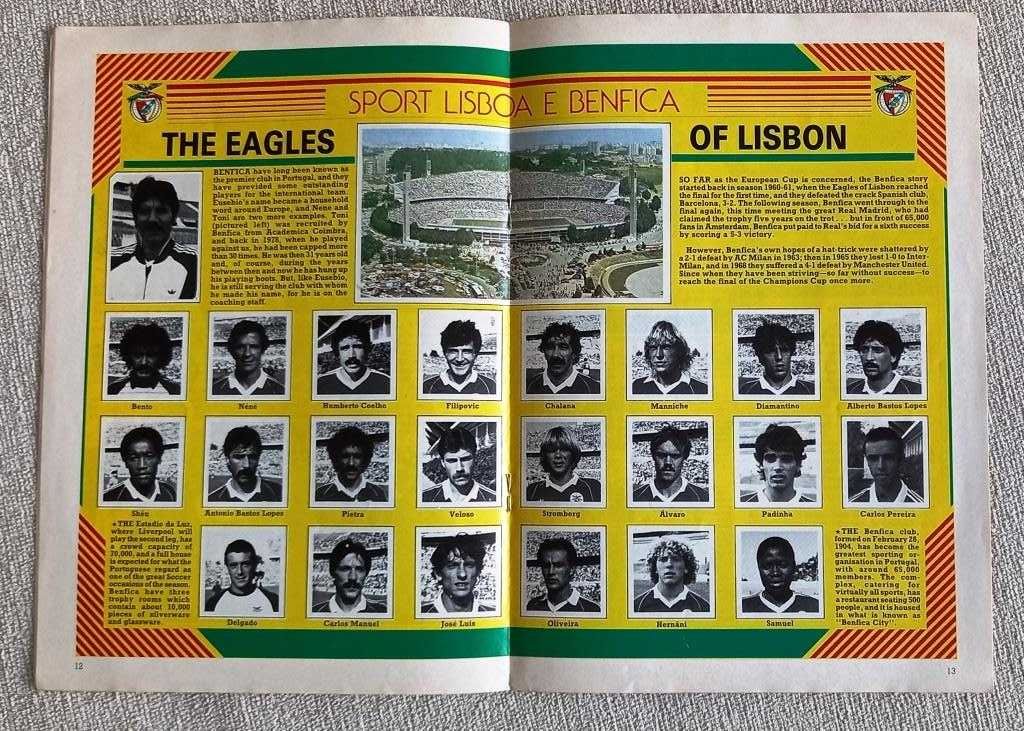 SPORT LISBOA E BENFICA
THE EAGLES
OF LISBON
BENFICA have long been known as
the premier club in Portugal, and they
have provided some outstanding
players for the international team.
Eusebio's name became a household
word around Europe, and Nene and
Toni are two more examples. Toni
(pictured left) was recruited by
Benfica from Academica Coimbra,
and back in 1978, when he played
against us, he had been capped more
than 30 times. He was then 31 years old
and, of course, during the years
between then and now he has hung up
his playing boots. But, like Eusebio,
he is still serving the club with whom
he made his name, for he is on the
coaching staff.
SO FAR as the European Cup is concerned, the Benfica story
started back in season 1960-61, when the Eagles of Lisbon reached
the final for the first time, and they defeated the crack Spanish club,
Barcelona, 3-2. The following season, Benfica went through to the
final again, this time meeting the great Real Madrid, who had
claimed the trophy five years on the trot . . . but in front of 65,000
fans in Amsterdam, Benfica put paid to Real's bid for a sixth success
by scoring a 5-3 victory.
However, Benfica's own hopes of a hat-trick were shattered by
a 2-1 defeat by AC Milan in 1963; then in 1965 they lost 1-0 to Inter-
Milan, and in 1968 they suffered a 4-1 defeat by Manchester United.
Since when they have been striving—so far without success—to
reach the final of the Champions Cup once more.
Bento
Nené
Humberto Coelho
Filipovic
Chalana
Manniche
Diamantino
Alberto Bastos Lopes
Shéu
Antonio Bastos Lopes
Pietra
Veloso
Stromberg
Álvaro
Padinha
Carlos Pereira
★THE Estadio da Luz,
where Liverpool will
play the second leg, has
a crowd capacity of
70,000, and a full house
is expected for what the
Portuguese regard as
one of the great Soccer
occasions of the season.
Benfica have three
trophy rooms which
contain about 10,000
pieces of silverware
and glassware.
Delgado
Carlos Manuel
José Luis
Oliveira
Hernâni
Samuel
★THE Benfica club,
formed on February 28,
1904, has become the
greatest sporting or-
ganisation in Portugal,
with around 65,000
members. The com-
plex, catering for
virtually all sports, has
a restaurant seating 500
people, and it is housed
in what is known as
"Benfica City".
12
13